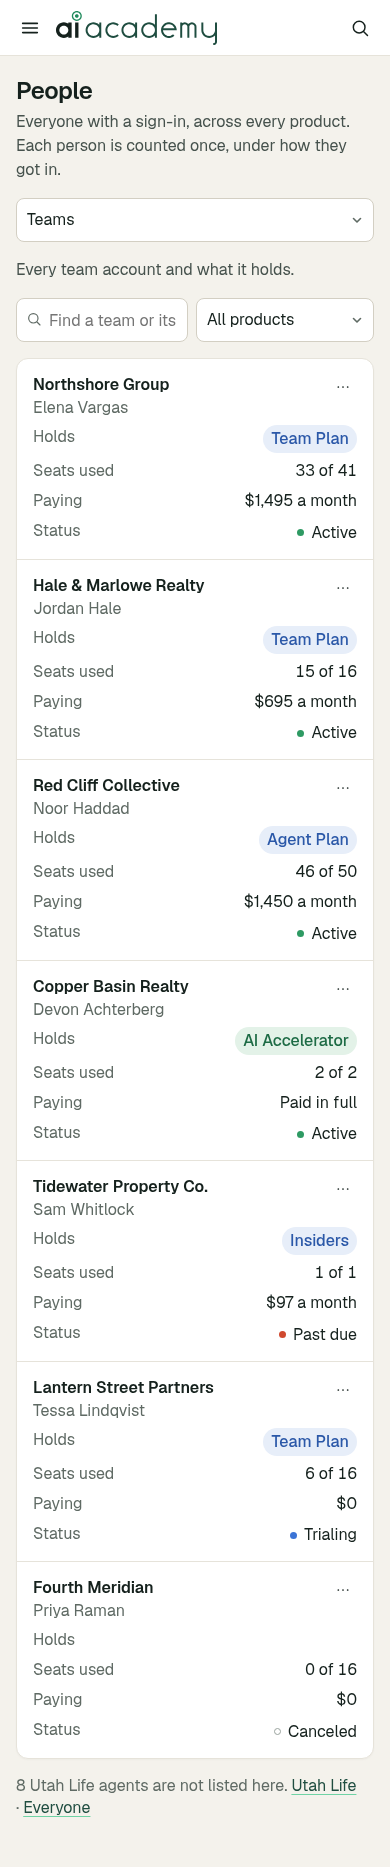 ai academy
People
Everyone with a sign-in, across every product.
Each person is counted once, under how they
got in.
Teams
Every team account and what it holds.
Find a team or its
All products
Northshore Group ...
Elena Vargas
Holds Team Plan
Seats used 33 of 41
Paying $1,495 a month
Status Active
Hale & Marlowe Realty ...
Jordan Hale
Holds Team Plan
Seats used 15 of 16
Paying $695 a month
Status Active
Red Cliff Collective ...
Noor Haddad
Holds Agent Plan
Seats used 46 of 50
Paying $1,450 a month
Status Active
Copper Basin Realty ...
Devon Achterberg
Holds AI Accelerator
Seats used 2 of 2
Paying Paid in full
Status Active
Tidewater Property Co. ...
Sam Whitlock
Holds Insiders
Seats used 1 of 1
Paying $97 a month
Status Past due
Lantern Street Partners ...
Tessa Lindqvist
Holds Team Plan
Seats used 6 of 16
Paying $0
Status Trialing
Fourth Meridian ...
Priya Raman
Holds
Seats used 0 of 16
Paying $0
Status Canceled
8 Utah Life agents are not listed here. Utah Life
· Everyone